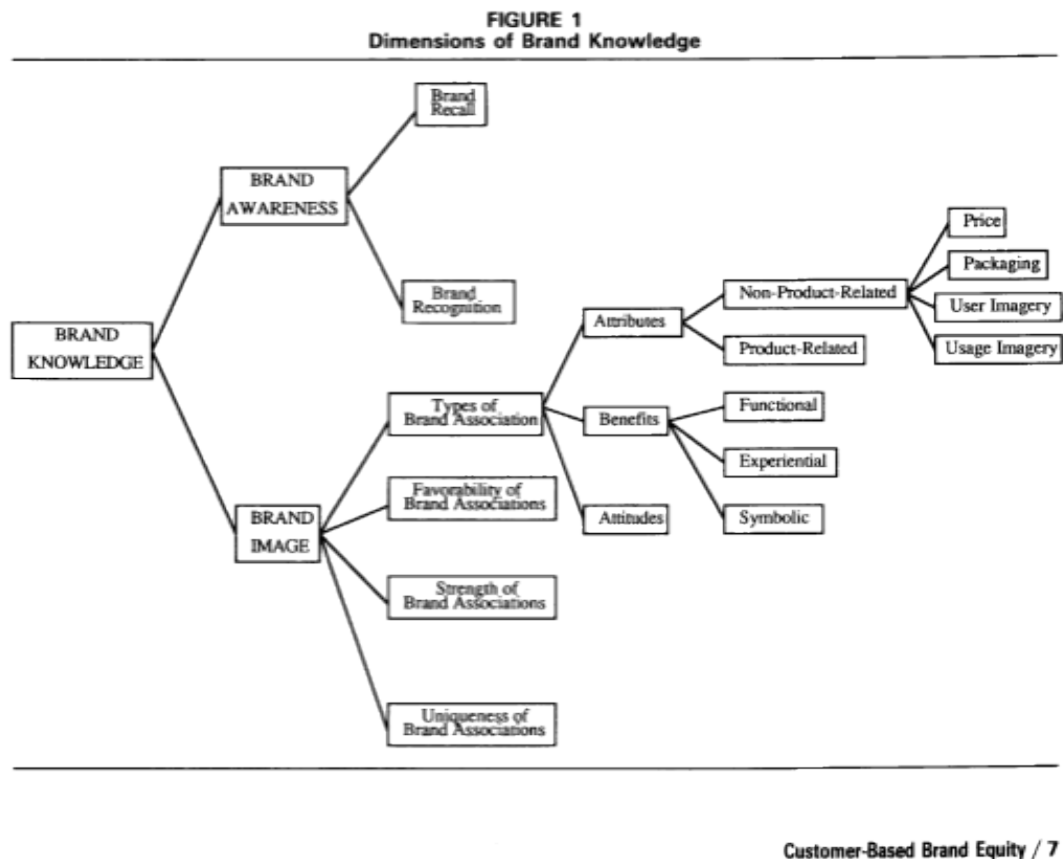 FIGURE 1
Dimensions of Brand Knowledge
Brand
Recall
BRAND
AWARENESS
Brand
Recognition
BRAND
KNOWLEDGE
BRAND
IMAGE
Types of
Brand Association
Favorability of
Brand Associations
Strength of
Brand Associations
Uniqueness of
Brand Associations
Attributes
Benefits
Attitudes
Non-Product-Related
Product-Related
Functional
Experiential
Symbolic
Price
Packaging
User Imagery
Usage Imagery
Customer-Based Brand Equity / 7